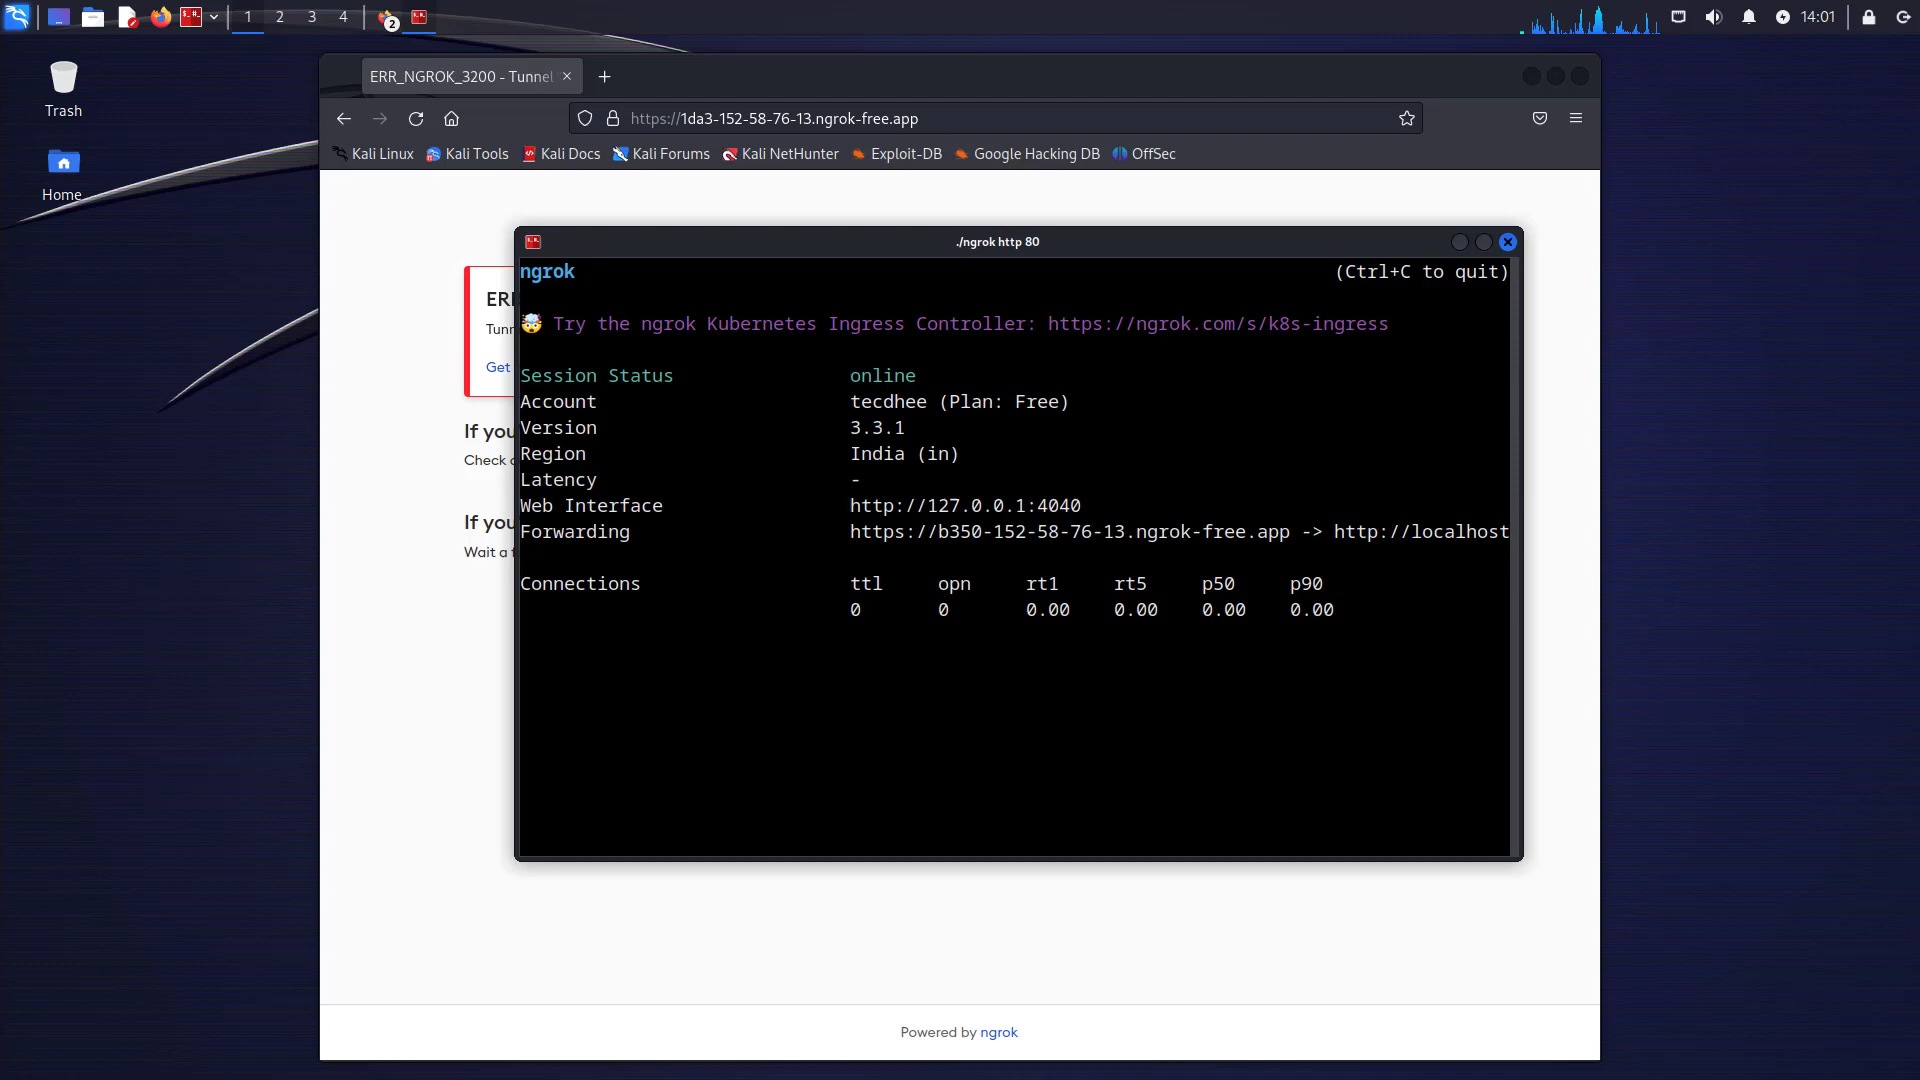 1 2 3 4
2
14:01
Trash
Home
ERR_NGROK_3200 - Tunnel
https://1da3-152-58-76-13.ngrok-free.app
Kali Linux Kali Tools Kali Docs Kali Forums Kali NetHunter Exploit-DB Google Hacking DB OffSec
./ngrok http 80
ngrok (Ctrl+C to quit)
Try the ngrok Kubernetes Ingress Controller: https://ngrok.com/s/k8s-ingress
Session Status online
Account tecdhee (Plan: Free)
Version 3.3.1
Region India (in)
Latency -
Web Interface http://127.0.0.1:4040
Forwarding https://b350-152-58-76-13.ngrok-free.app -> http://localhost
Connections ttl opn rt1 rt5 p50 p90
0 0 0.00 0.00 0.00 0.00
Get
If you
Check
If you
Wait a
Powered by ngrok